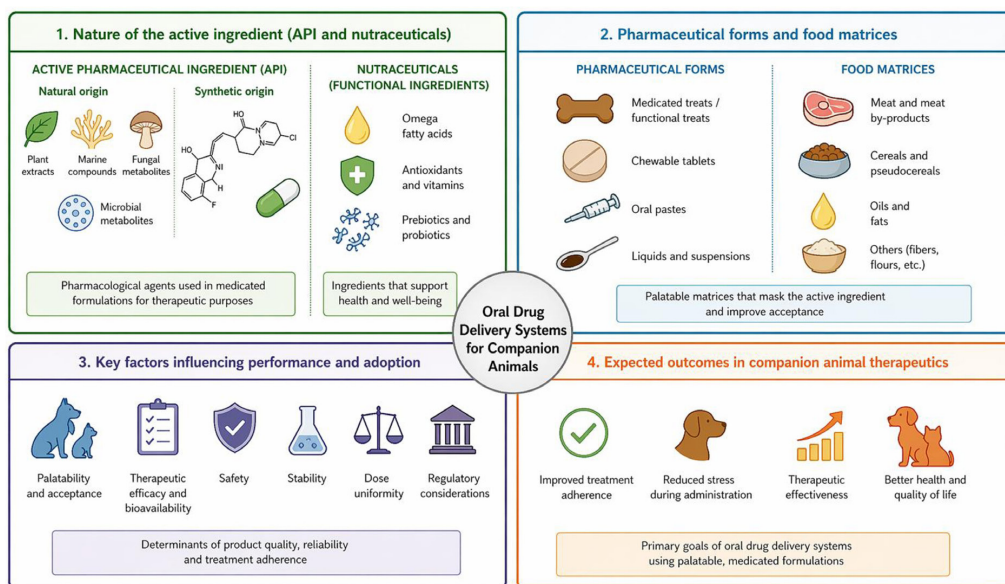 1. Nature of the active ingredient (API and nutraceuticals)
ACTIVE PHARMACEUTICAL INGREDIENT (API)
Natural origin
Synthetic origin
Plant
extracts
Marine
compounds
Fungal
metabolites
Microbial
metabolites
HO
O
N
N
Cl
HO
N
H
F
Pharmacological agents used in medicated
formulations for therapeutic purposes
NUTRACEUTICALS
(FUNCTIONAL INGREDIENTS)
Omega
fatty acids
Antioxidants
and vitamins
Prebiotics and
probiotics
Ingredients that support
health and well-being
2. Pharmaceutical forms and food matrices
PHARMACEUTICAL FORMS
Medicated treats /
functional treats
Chewable tablets
Oral pastes
Liquids and suspensions
FOOD MATRICES
Meat and meat
by-products
Cereals and
pseudocereals
Oils and
fats
Others (fibers,
flours, etc.)
Palatable matrices that mask the active ingredient
and improve acceptance
Oral Drug
Delivery Systems
for Companion
Animals
3. Key factors influencing performance and adoption
Palatability
and acceptance
Therapeutic
efficacy and
bioavailability
Safety
Stability
Dose
uniformity
Regulatory
considerations
Determinants of product quality, reliability
and treatment adherence
4. Expected outcomes in companion animal therapeutics
Improved treatment
adherence
Reduced stress
during administration
Therapeutic
effectiveness
Better health and
quality of life
Primary goals of oral drug delivery systems
using palatable, medicated formulations